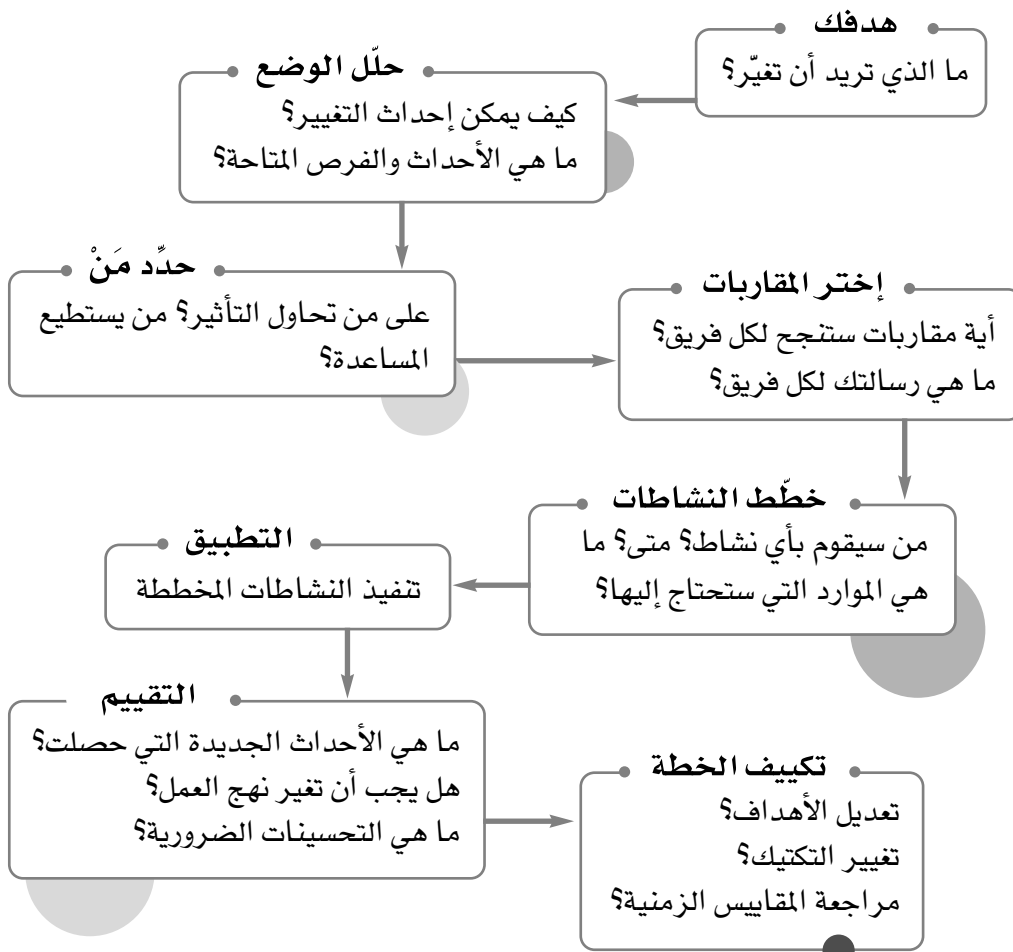 هدفك
ما الذي تريد أن تغيّر؟
حلّل الوضع
كيف يمكن إحداث التغيير؟
ما هي الأحداث والفرص المتاحة؟
حدِّد مَنْ
على من تحاول التأثير؟ من يستطيع
المساعدة؟
إختر المقاربات
أية مقاربات ستنجح لكل فريق؟
ما هي رسالتك لكل فريق؟
خطّط النشاطات
من سيقوم بأي نشاط؟ متى؟ ما
هي الموارد التي ستحتاج إليها؟
التطبيق
تنفيذ النشاطات المخططة
التقييم
ما هي الأحداث الجديدة التي حصلت؟
هل يجب أن تغير نهج العمل؟
ما هي التحسينات الضرورية؟
تكييف الخطة
تعديل الأهداف؟
تغيير التكتيك؟
مراجعة المقاييس الزمنية؟